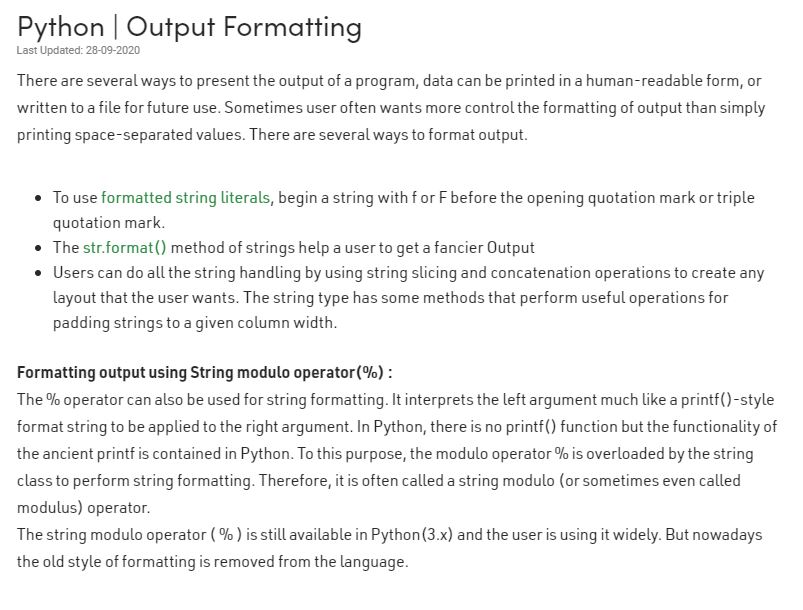 Python | Output Formatting
Last Updated: 28-09-2020
There are several ways to present the output of a program, data can be printed in a human-readable form, or
written to a file for future use. Sometimes user often wants more control the formatting of output than simply
printing space-separated values. There are several ways to format output.
• To use formatted string literals, begin a string with f or F before the opening quotation mark or triple
quotation mark.
• The str.format() method of strings help a user to get a fancier Output
• Users can do all the string handling by using string slicing and concatenation operations to create any
layout that the user wants. The string type has some methods that perform useful operations for
padding strings to a given column width.
Formatting output using String modulo operator(%) :
The % operator can also be used for string formatting. It interprets the left argument much like a printf()-style
format string to be applied to the right argument. In Python, there is no printf() function but the functionality of
the ancient printf is contained in Python. To this purpose, the modulo operator % is overloaded by the string
class to perform string formatting. Therefore, it is often called a string modulo (or sometimes even called
modulus) operator.
The string modulo operator ( % ) is still available in Python(3.x) and the user is using it widely. But nowadays
the old style of formatting is removed from the language.